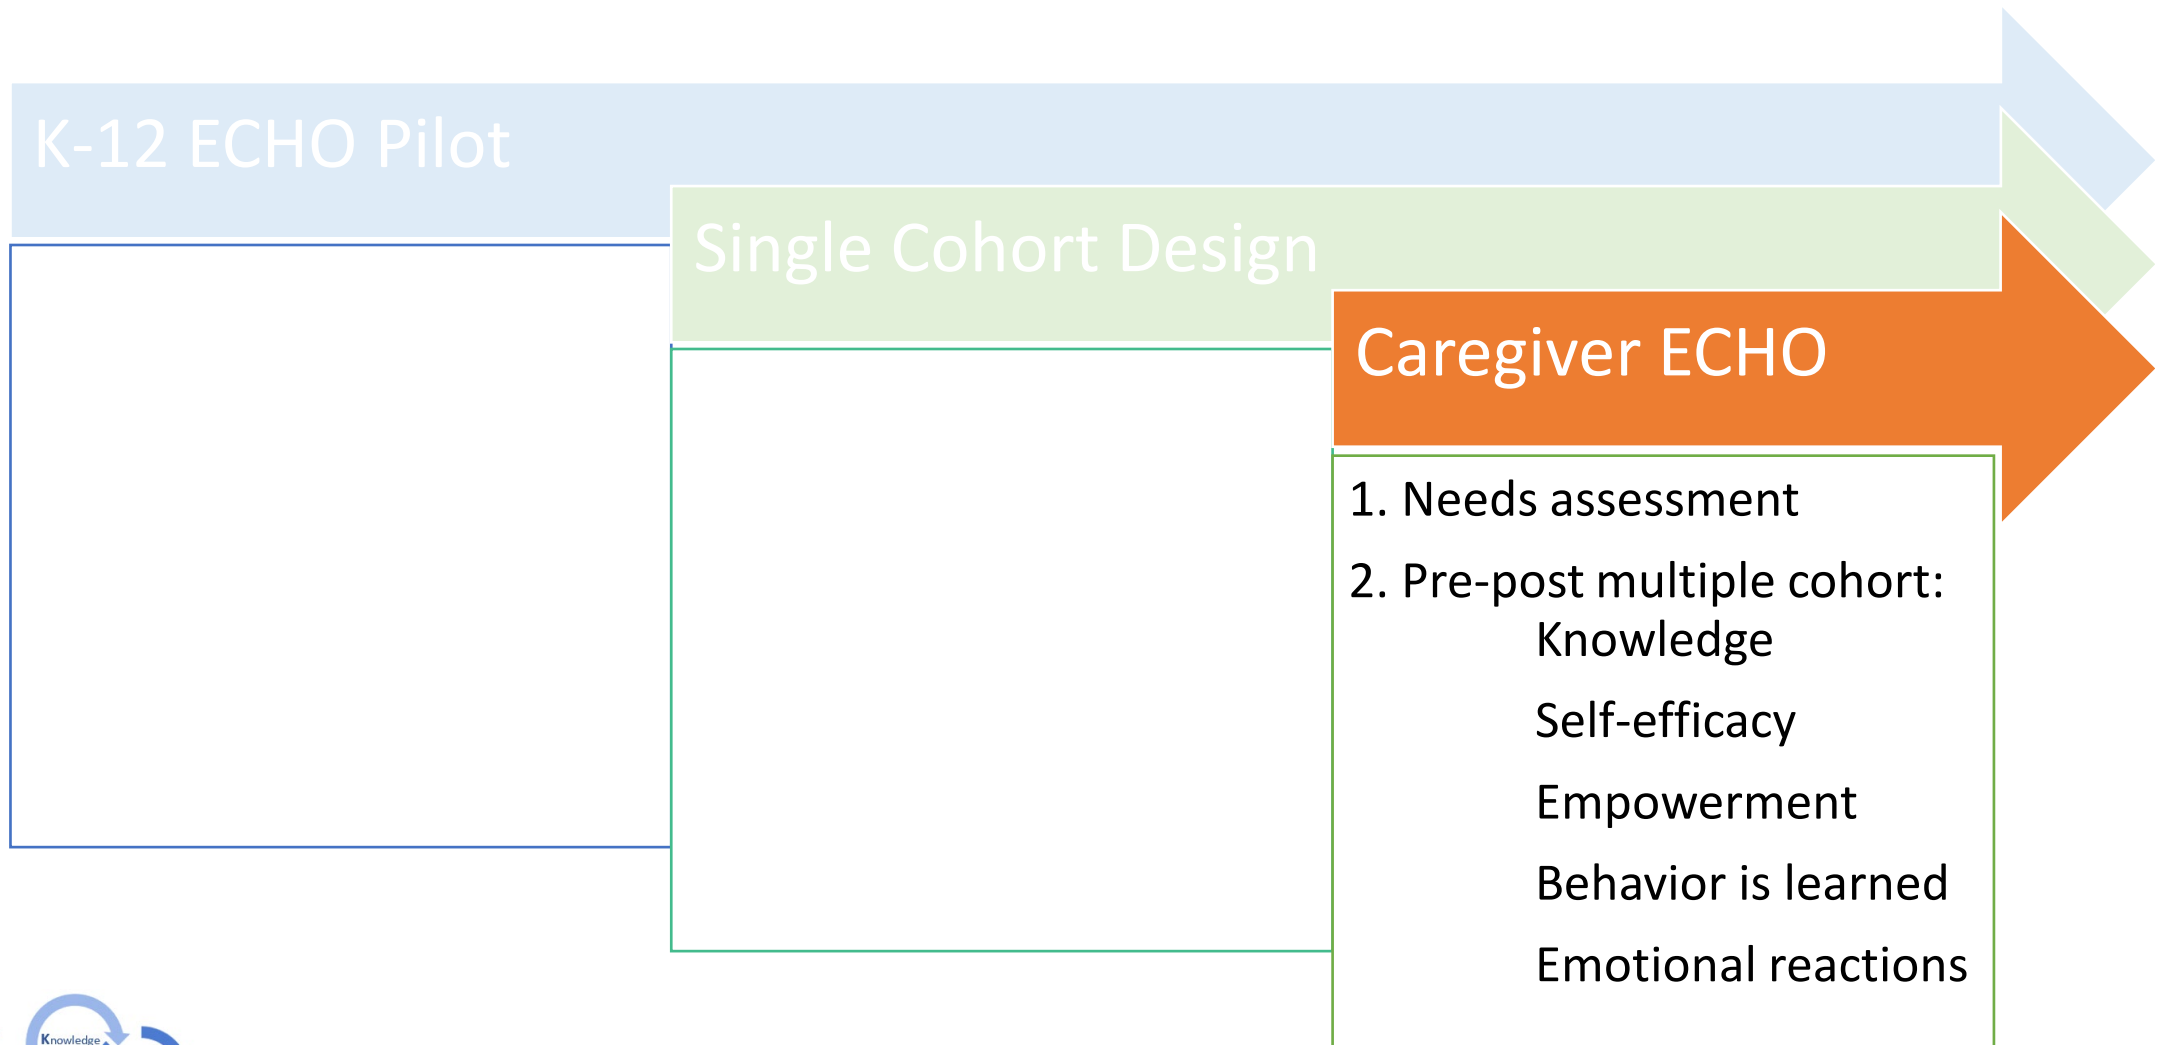 K-12 ECHO Pilot
Single Cohort Design
Caregiver ECHO
1. Needs assessment
2. Pre-post multiple cohort:
Knowledge
Self-efficacy
Empowerment
Behavior is learned
Emotional reactions
Knowledge